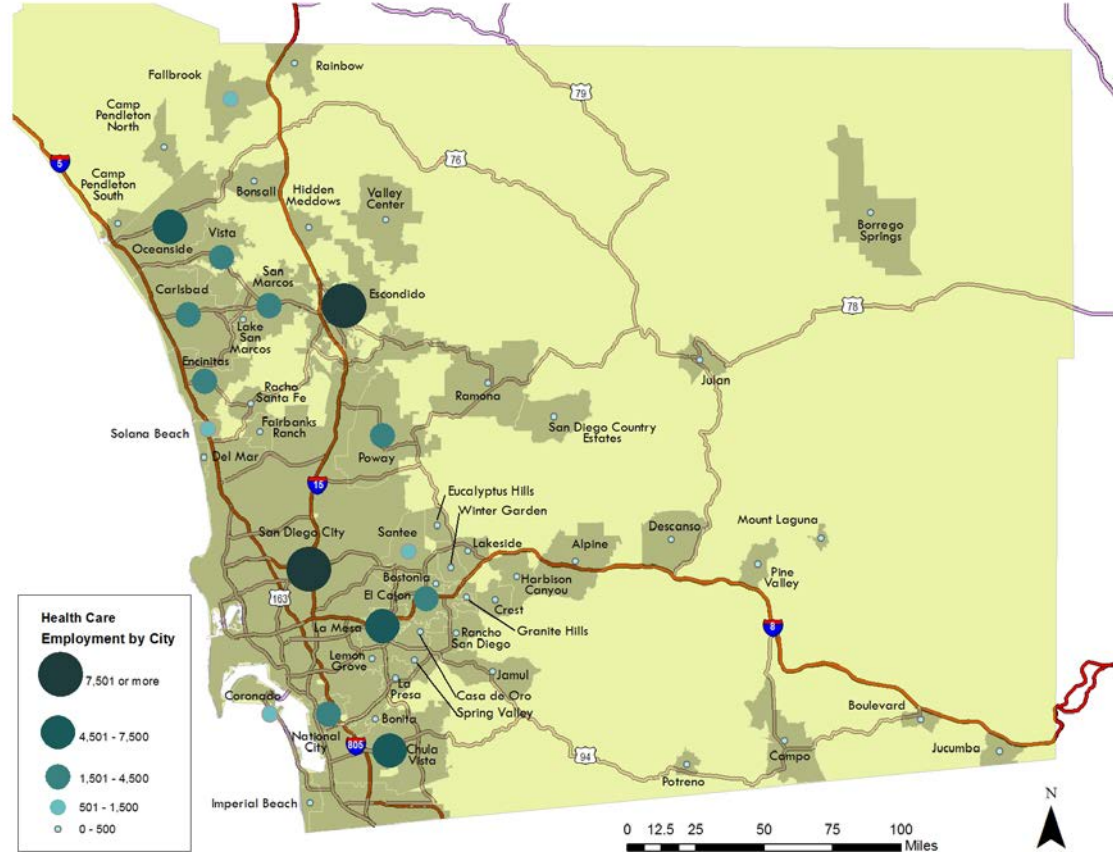 Rainbow
Fallbrook
79
Camp
Pendleton
North
76
5
Camp
Pendleton
South
Bonsall
Hidden
Meddows
Valley
Center
Borrego
Springs
Vista
Oceanside
San
Marcos
Carlsbad
Escondido
78
Lake
San
Marcos
Encinitas
Julian
Racho
Santa Fe
Ramona
Fairbanks
Ranch
San Diego Country
Estates
Solana Beach
Del Mar
Poway
15
Eucalyptus Hills
Winter Garden
San Diego City
Santee
Lakeside
Alpine
Descanso
Mount Laguna
Bostonia
Harbison
Canyou
Pine
Valley
El Cajon
163
Crest
Granite Hills
8
La Mesa
Rancho
San Diego
Lemon
Grove
Jamul
La
Presa
Casa de Oro
Spring Valley
Coronado
Bonita
Boulevard
National
City
805
Chula
Vista
94
Campo
Jucumba
Potreno
Imperial Beach
Health Care
Employment by City
7,501 or more
4,501 - 7,500
1,501 - 4,500
501 - 1,500
0 - 500
N
0 12.5 25 50 75 100
Miles